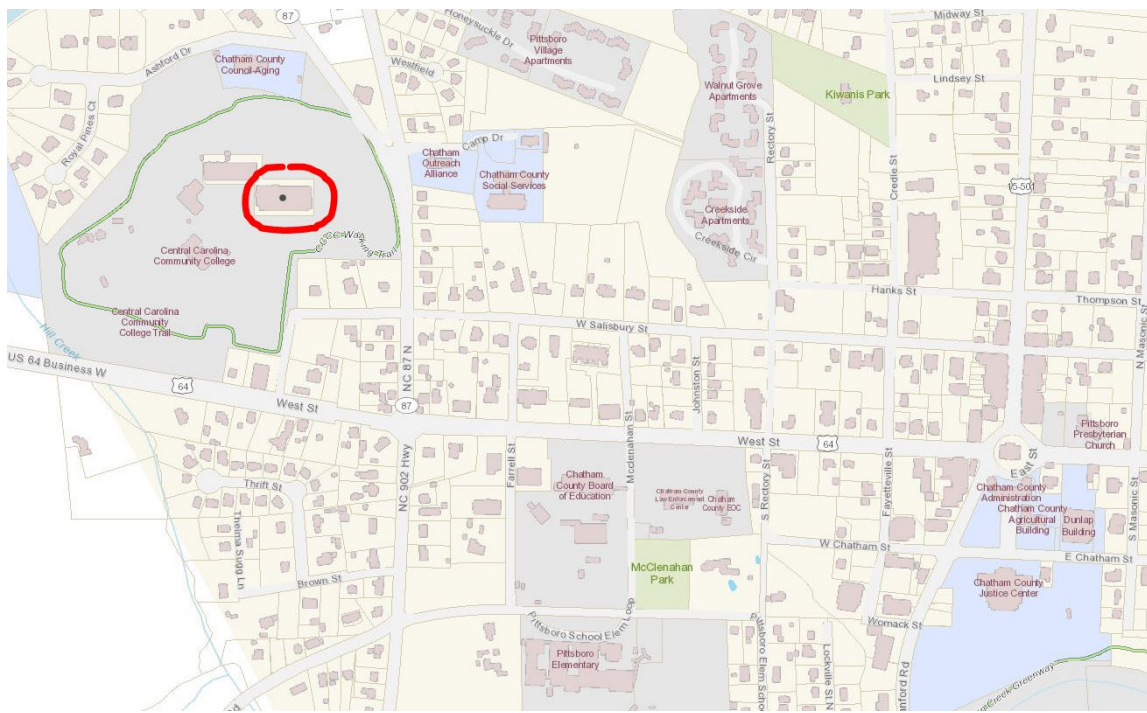 87
Honeysuckle Dr
Pittsboro
Village
Apartments
Midway St
Ashford Dr
Chatham County
Council-Aging
Westfield
Walnut Grove
Apartments
Lindsey St
Kiwanis Park
Royal Pines Ct
Camp Dr
Chatham
Outreach
Alliance
Chatham County
Social Services
Rectory St
Credle St
15-501
Creekside
Apartments
Creekside Cir
CCCC Walking Trail
Central Carolina
Community College
Hanks St
Thompson St
N Masonic St
Central Carolina
Community
College Trail
Hill Creek
W Salisbury St
US 64 Business W
64
NC 87 N
87
West St
Johnston St
Mcclenahan St
West St
64
Pittsboro
Presbyterian
Church
East St
Farrell St
NC 902 Hwy
Thrift St
Thelma Sugg Ln
Chatham
County Board
of Education
Chatham County
Law Enforcement
Center
Chatham
County EOC
S Rectory St
Fayetteville St
Chatham County
Administration
Chatham County
Agricultural
Building
Dunlap
Building
S Masonic St
W Chatham St
E Chatham St
Brown St
McClenahan
Park
Chatham County
Justice Center
Pittsboro School Elem Loop
Pittsboro Elem School
Womack St
Pittsboro
Elementary
Lockville St N
anford Rd
Creek Greenway